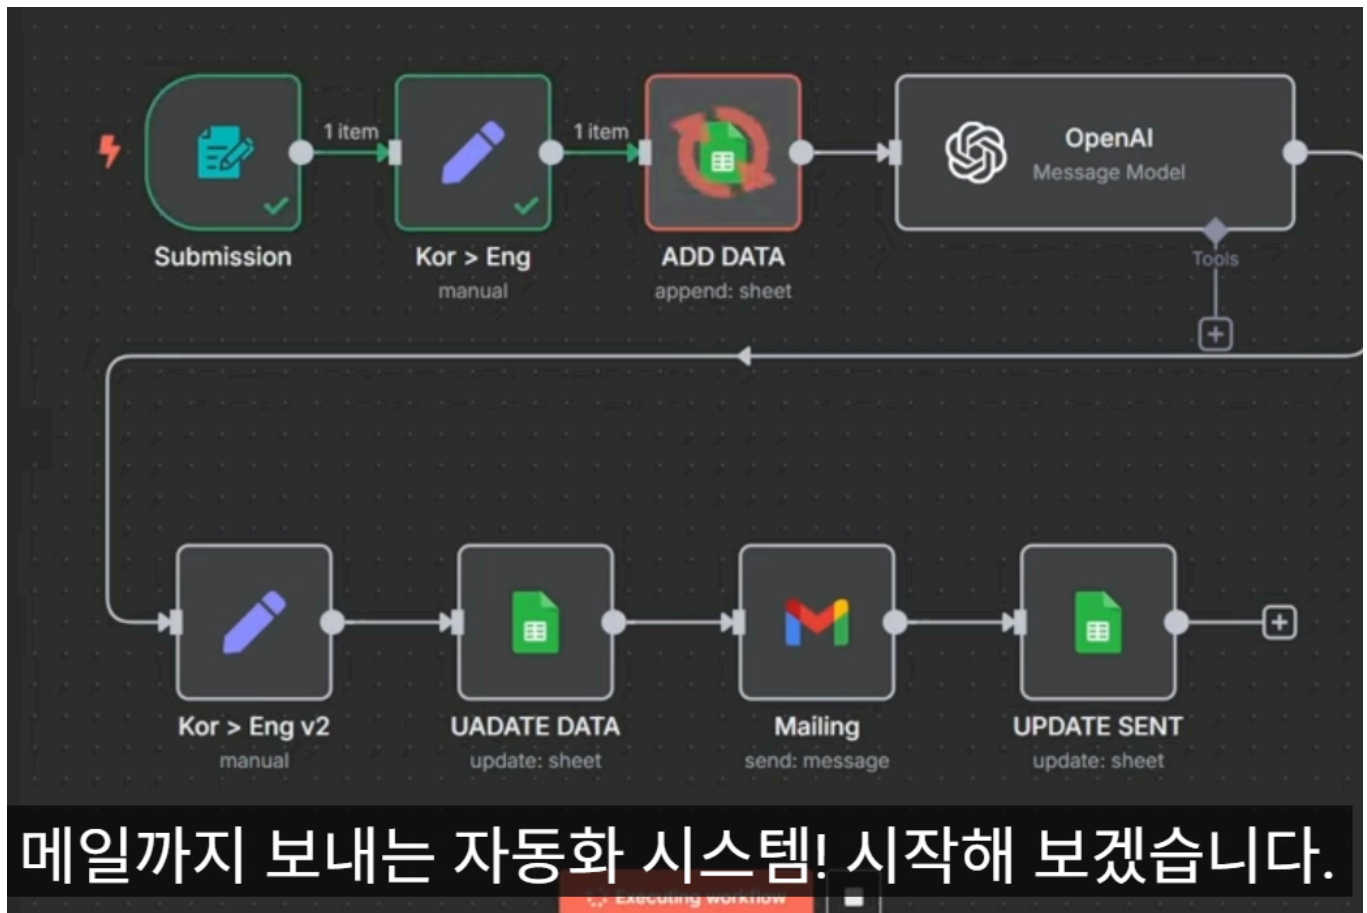 1 item
1 item
OpenAI
Message Model
Submission
Kor > Eng
manual
ADD DATA
append: sheet
Tools
Kor > Eng v2
manual
UADATE DATA
update: sheet
Mailing
send: message
UPDATE SENT
update: sheet
메일까지 보내는 자동화 시스템! 시작해 보겠습니다.
Executing workflow